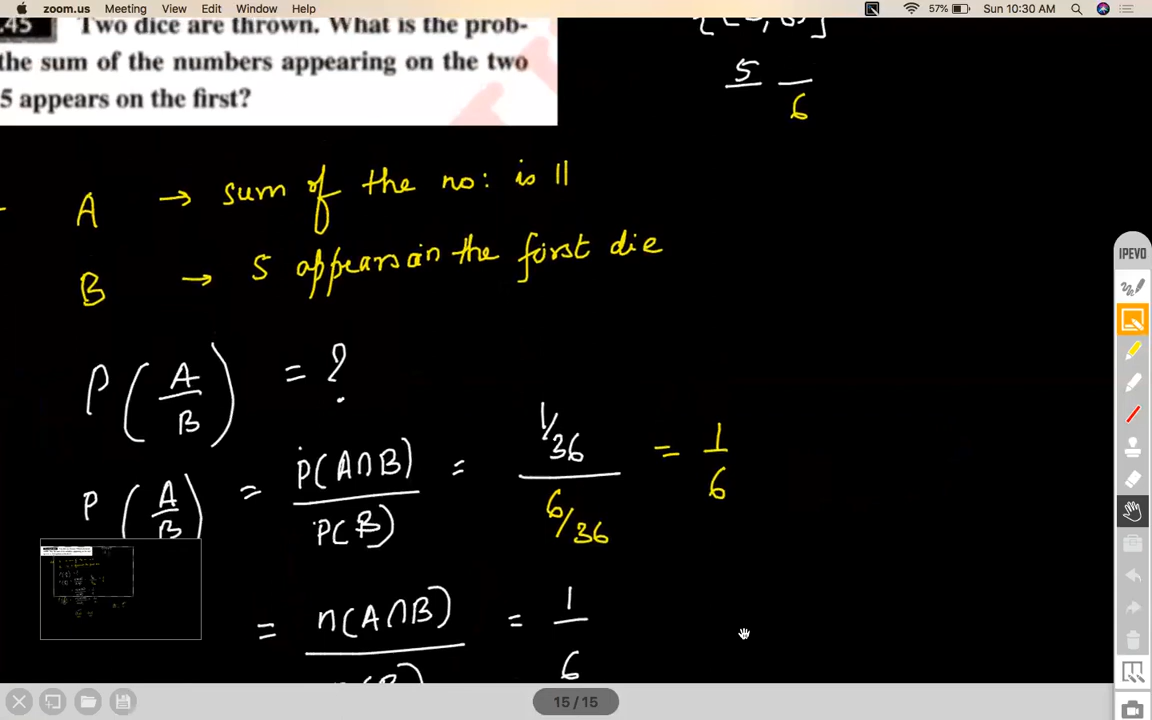 zoom.us Meeting View Edit Window Help 57% Sun 10:30 AM
45 Two dice are thrown. What is the prob-
the sum of the numbers appearing on the two
5 appears on the first?
5
6
A → sum of the no: is 11
B → 5 appears in the first die
P(A/B) = ?
P(A/B) = P(A∩B)/P(B) = 1/36 / 6/36 = 1/6
= n(A∩B) = 1/6
IPEVO
15/15